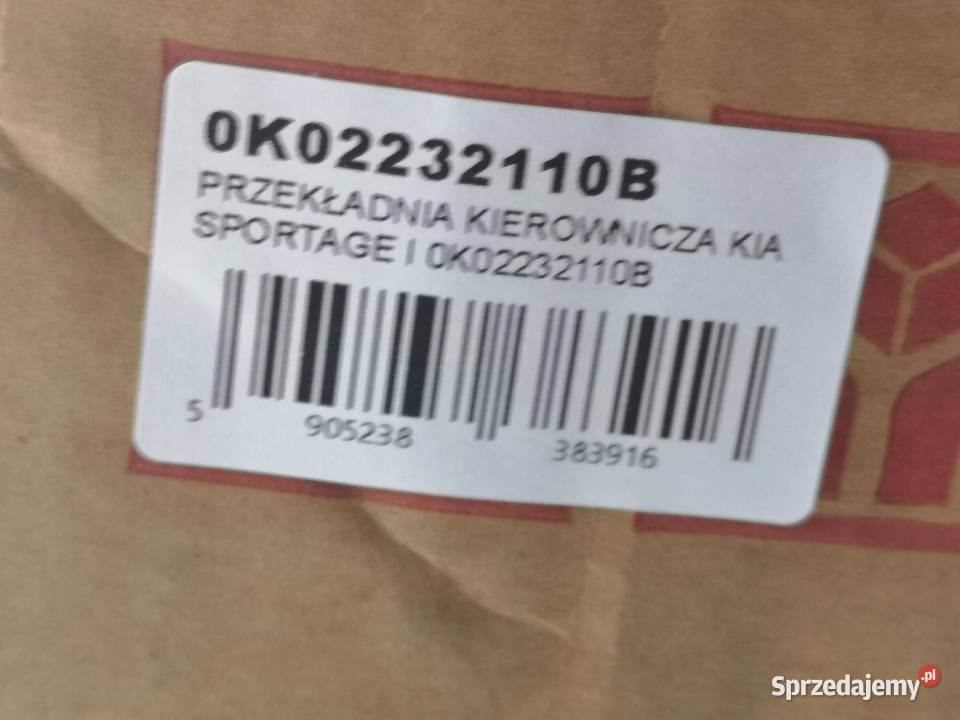 0K02232110B
PRZEKŁADNIA KIEROWNICZA KIA
SPORTAGE I 0K02232110B
5 905238 383916
Sprzedajemy.pl